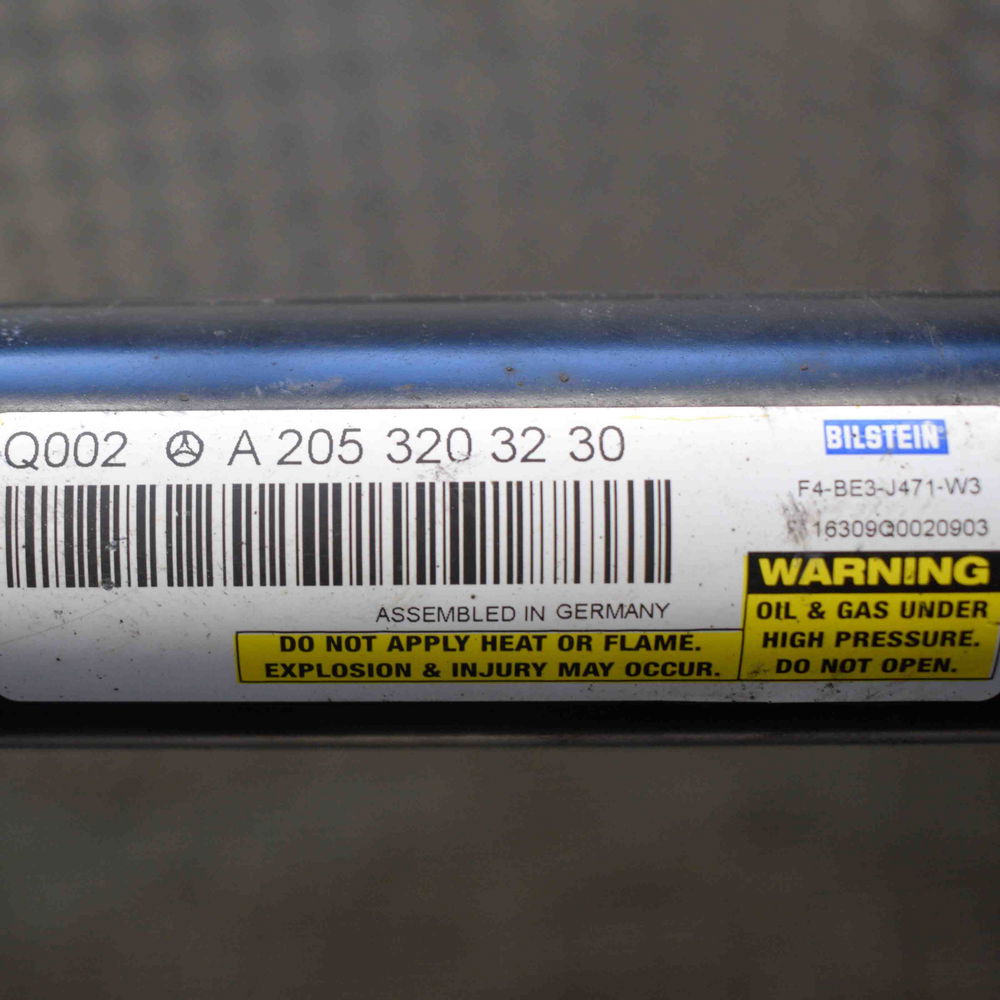 Q002 A 205 320 32 30
BILSTEIN
F4-BE3-J471-W3
16309Q0020903
ASSEMBLED IN GERMANY
DO NOT APPLY HEAT OR FLAME.
EXPLOSION & INJURY MAY OCCUR.
WARNING
OIL & GAS UNDER
HIGH PRESSURE.
DO NOT OPEN.